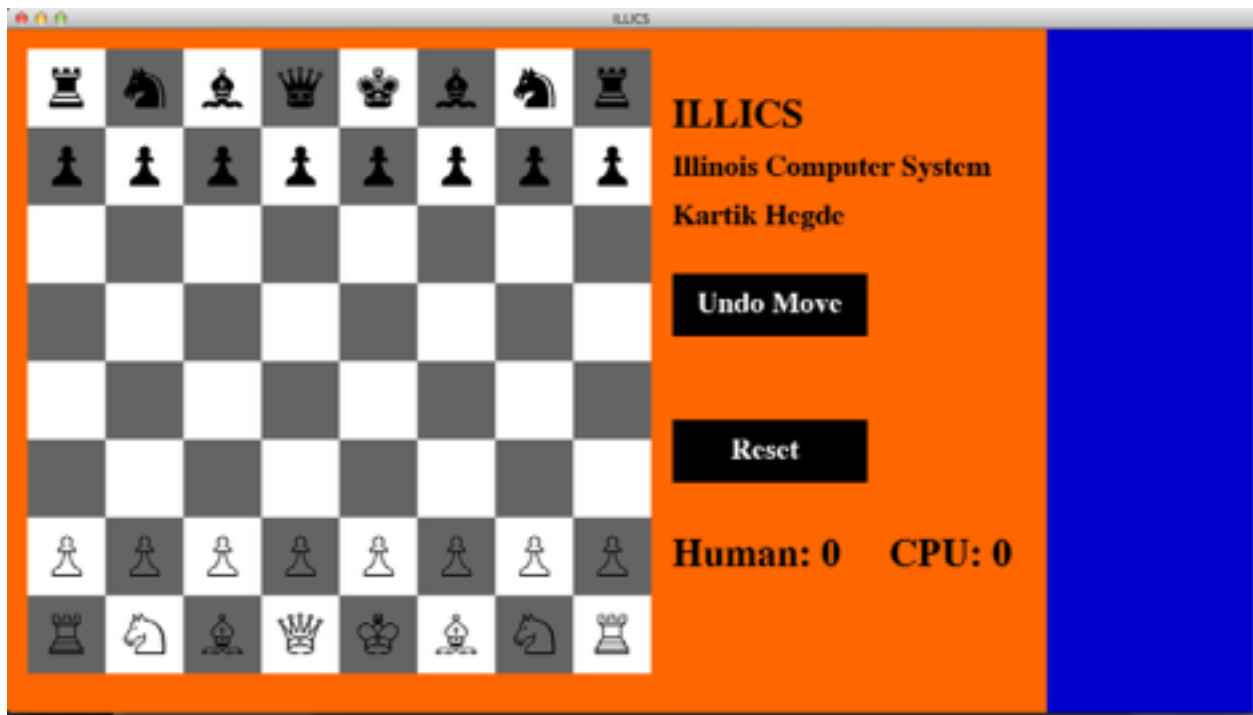 ILLICS
ILLICS
Illinois Computer System
Kartik Hegde
Undo Move
Reset
Human: 0 CPU: 0